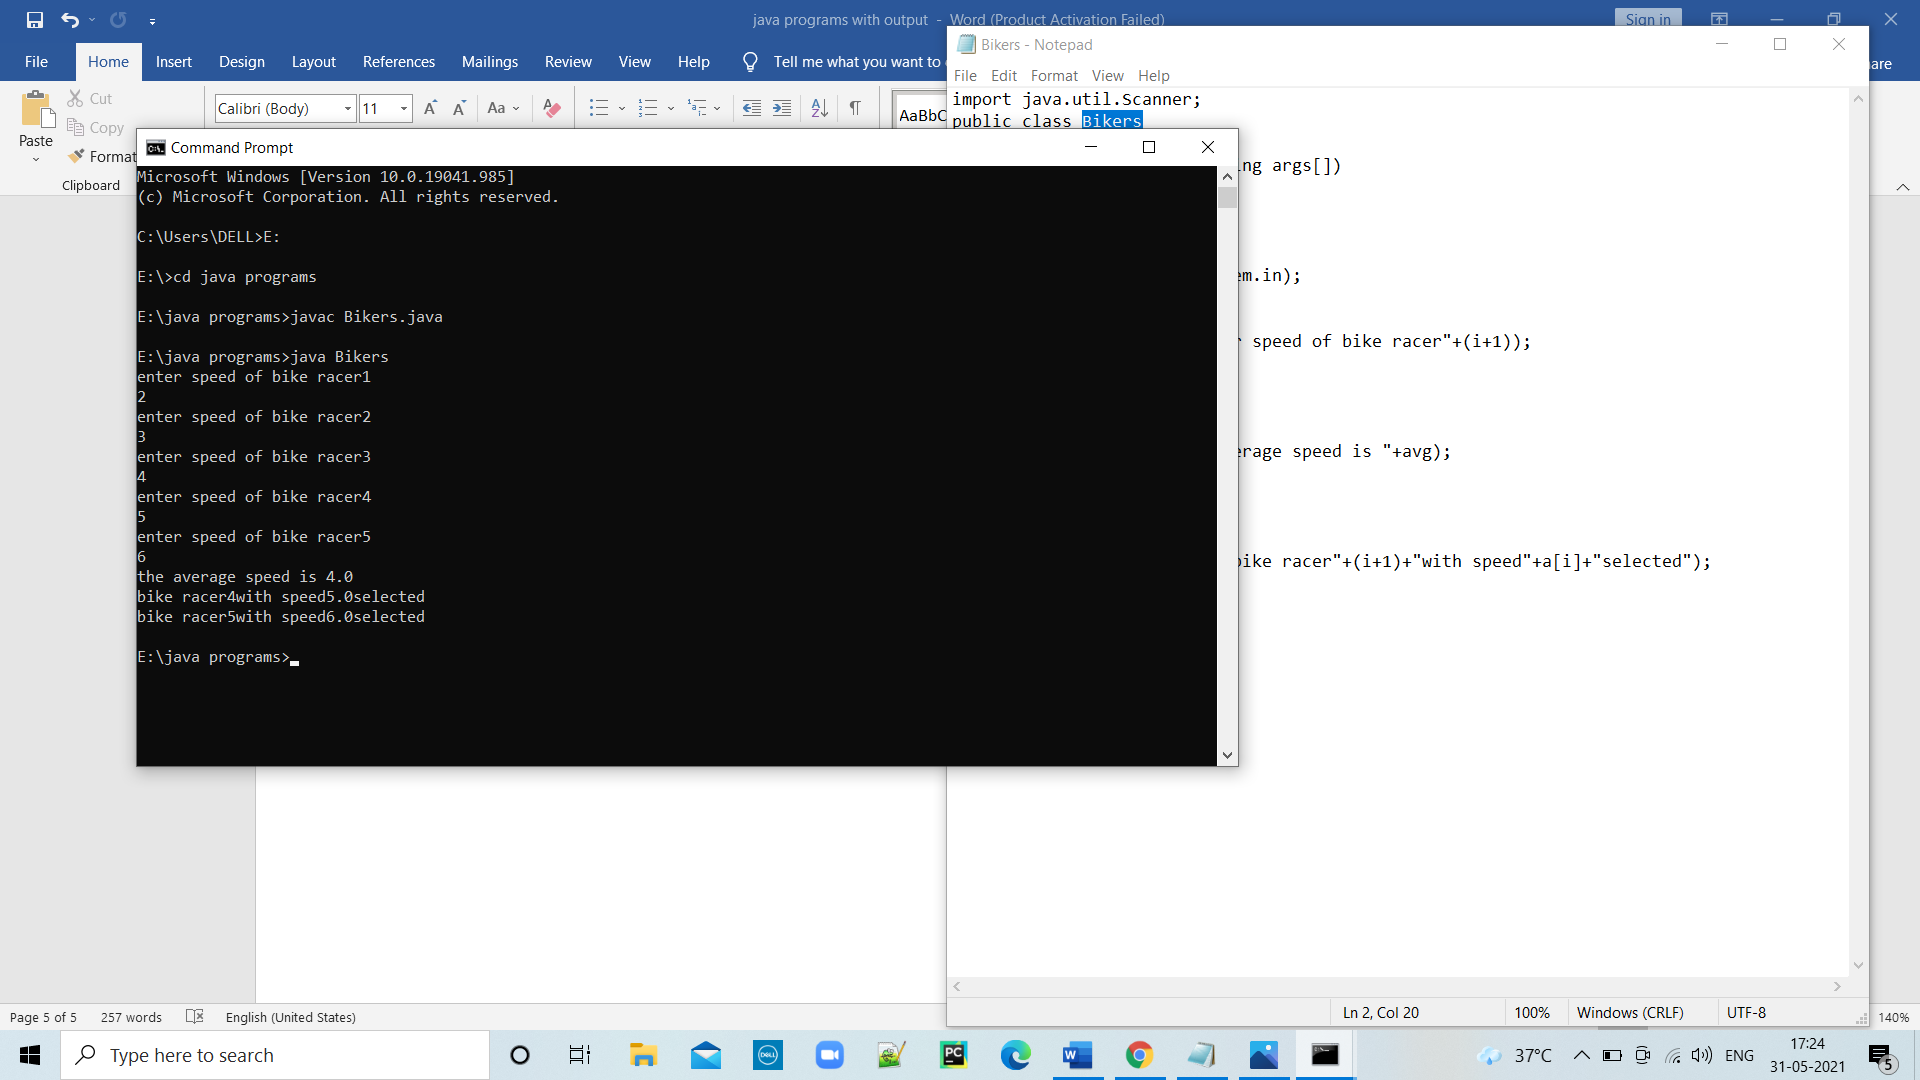 java programs with output - Word (Product Activation Failed)
Sign in
File Home Insert Design Layout References Mailings Review View Help Tell me what you want to
are
Cut
Copy
Paste
Format
Clipboard
Calibri (Body) 11
Aa
AaBbC
Bikers - Notepad
File Edit Format View Help
import java.util.Scanner;
public class Bikers
ng args[])
em.in);
r speed of bike racer"+(i+1));
erage speed is "+avg);
bike racer"+(i+1)+"with speed"+a[i]+"selected");
Ln 2, Col 20 100% Windows (CRLF) UTF-8
Command Prompt
Microsoft Windows [Version 10.0.19041.985]
(c) Microsoft Corporation. All rights reserved.
C:\Users\DELL>E:
E:\>cd java programs
E:\java programs>javac Bikers.java
E:\java programs>java Bikers
enter speed of bike racer1
2
enter speed of bike racer2
3
enter speed of bike racer3
4
enter speed of bike racer4
5
enter speed of bike racer5
6
the average speed is 4.0
bike racer4with speed5.0selected
bike racer5with speed6.0selected
E:\java programs>
Page 5 of 5 257 words English (United States)
140%
Type here to search
37°C ENG
17:24
31-05-2021
5